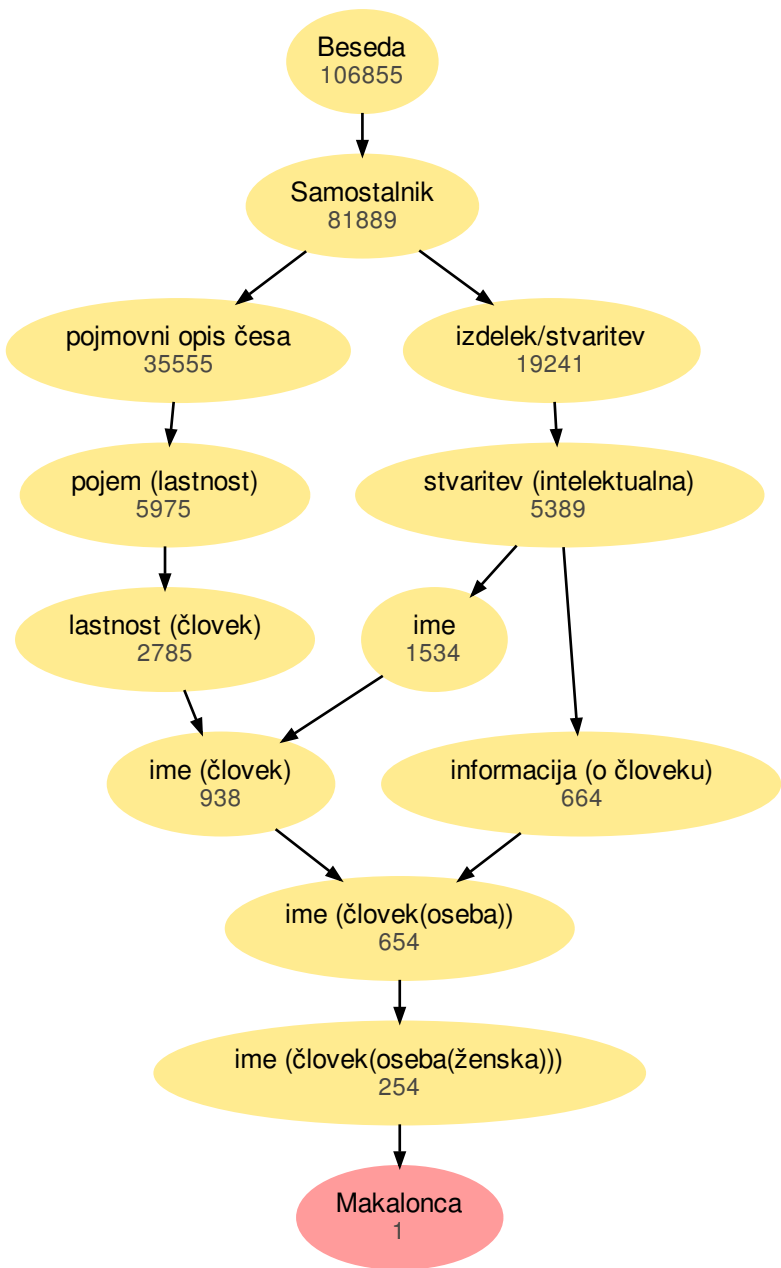 Beseda
106855
Samostalnik
81889
pojmovni opis česa
35555
izdelek/stvaritev
19241
pojem (lastnost)
5975
stvaritev (intelektualna)
5389
lastnost (človek)
2785
ime
1534
ime (človek)
938
informacija (o človeku)
664
ime (človek(oseba))
654
ime (človek(oseba(ženska)))
254
Makalonca
1